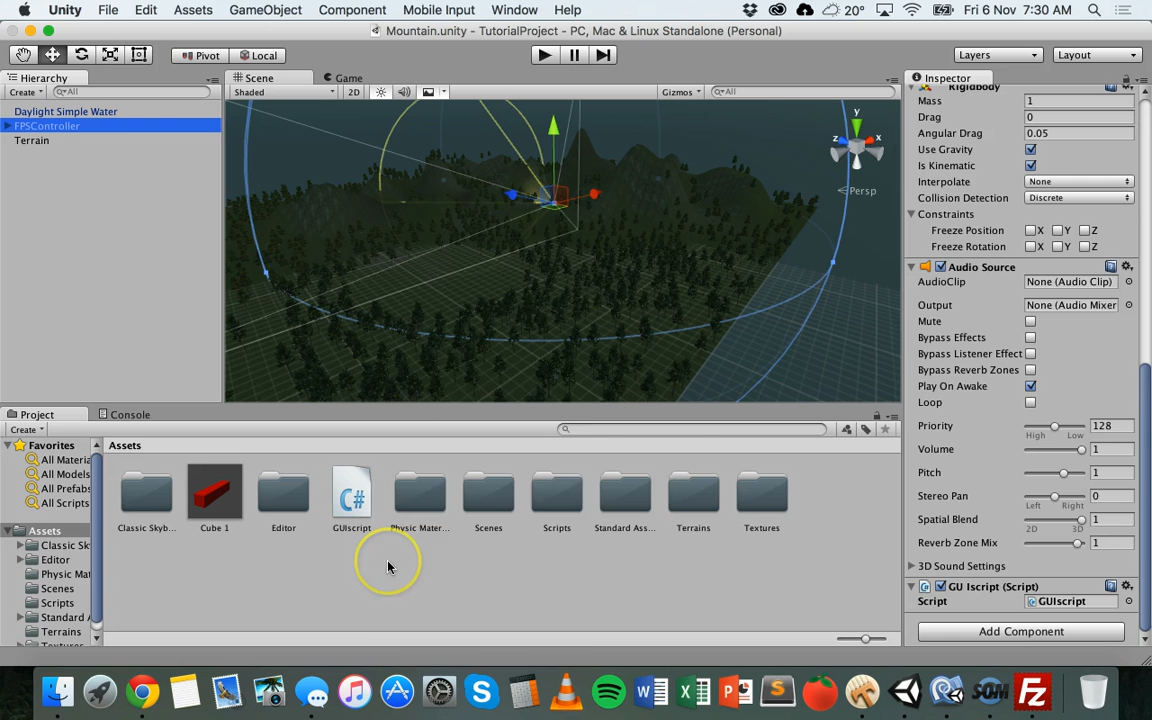 Unity File Edit Assets GameObject Component Mobile Input Window Help 20° Fri 6 Nov 7:30 AM
Mountain.unity - TutorialProject - PC, Mac & Linux Standalone (Personal)
Pivot Local Layers Layout
Hierarchy Scene Game Inspector
Create All Shaded 2D Gizmos All
Daylight Simple Water
FPSController
Terrain
y
z x
Persp
Rigidbody
Mass 1
Drag 0
Angular Drag 0.05
Use Gravity
Is Kinematic
Interpolate None
Collision Detection Discrete
Constraints
Freeze Position X Y Z
Freeze Rotation X Y Z
Audio Source
AudioClip None (Audio Clip)
Output None (Audio Mixer
Mute
Bypass Effects
Bypass Listener Effect
Bypass Reverb Zones
Play On Awake
Loop
Priority 128
High Low
Volume 1
Pitch 1
Stereo Pan 0
Left Right
Spatial Blend 1
2D 3D
Reverb Zone Mix 1
3D Sound Settings
GU Iscript (Script)
Script GUIscript
Add Component
Project Console
Create
Favorites
All Materia
All Models
All Prefabs
All Scripts
Assets
Classic Sk
Editor
Physic Mat
Scenes
Scripts
Standard A
Terrains
Textures
Assets
C#
Classic Skyb... Cube 1 Editor GUIscript Physic Mater... Scenes Scripts Standard Ass... Terrains Textures
W X P S SOM Fz